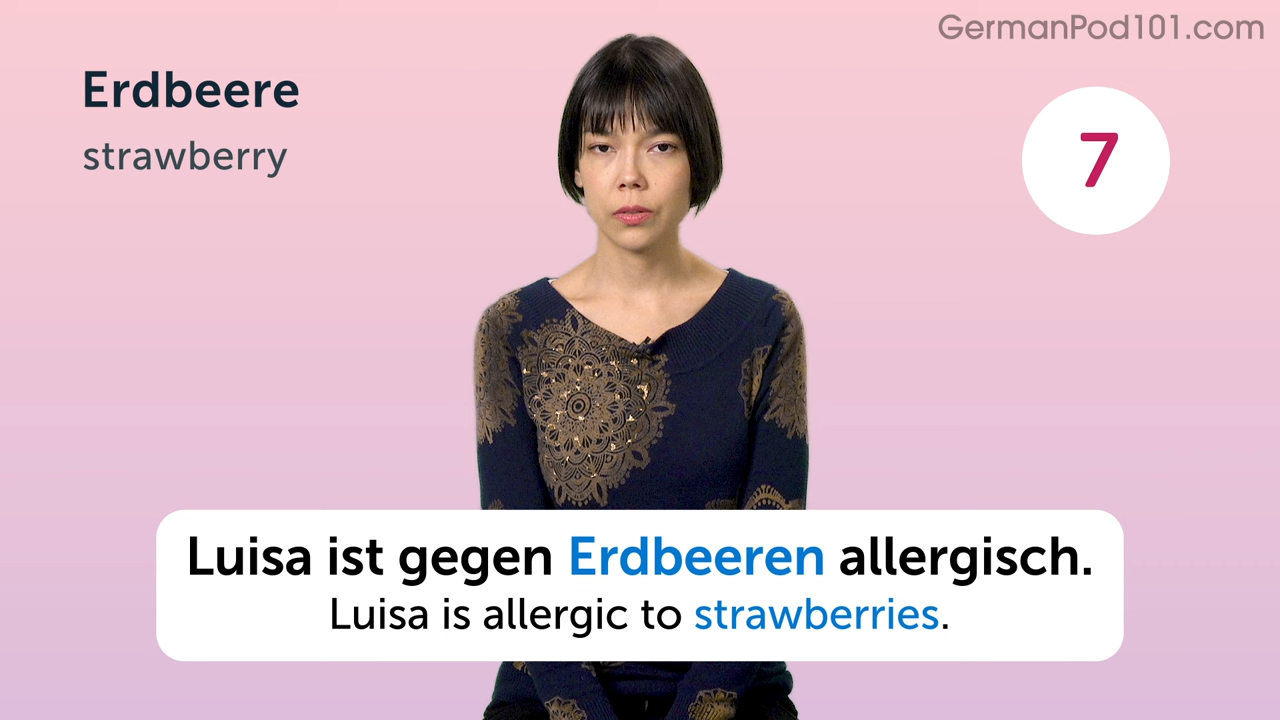 GermanPod101.com
Erdbeere
strawberry
7
Luisa ist gegen Erdbeeren allergisch.
Luisa is allergic to strawberries.